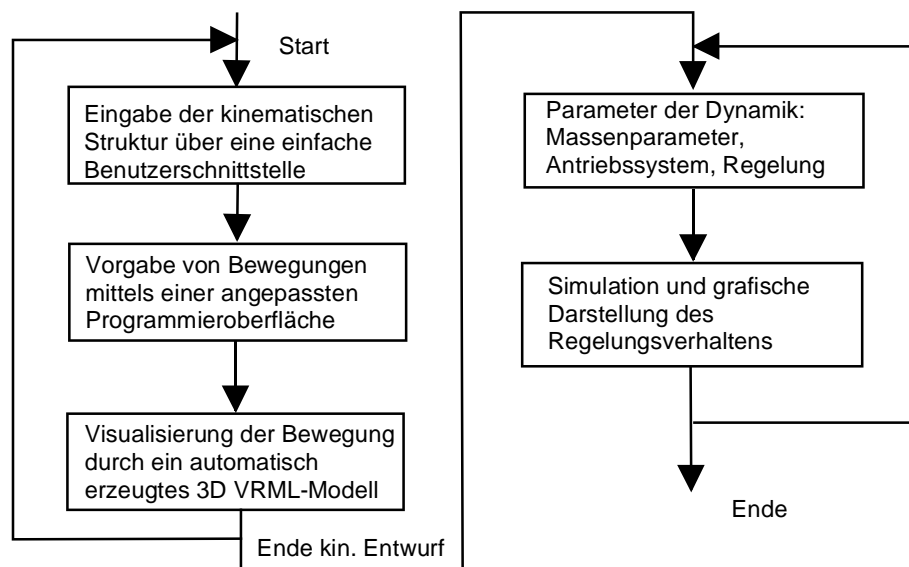 Start
Eingabe der kinematischen
Struktur über eine einfache
Benutzerschnittstelle
Vorgabe von Bewegungen
mittels einer angepassten
Programmieroberfläche
Visualisierung der Bewegung
durch ein automatisch
erzeugtes 3D VRML-Modell
Ende kin. Entwurf
Parameter der Dynamik:
Massenparameter,
Antriebssystem, Regelung
Simulation und grafische
Darstellung des
Regelungsverhaltens
Ende